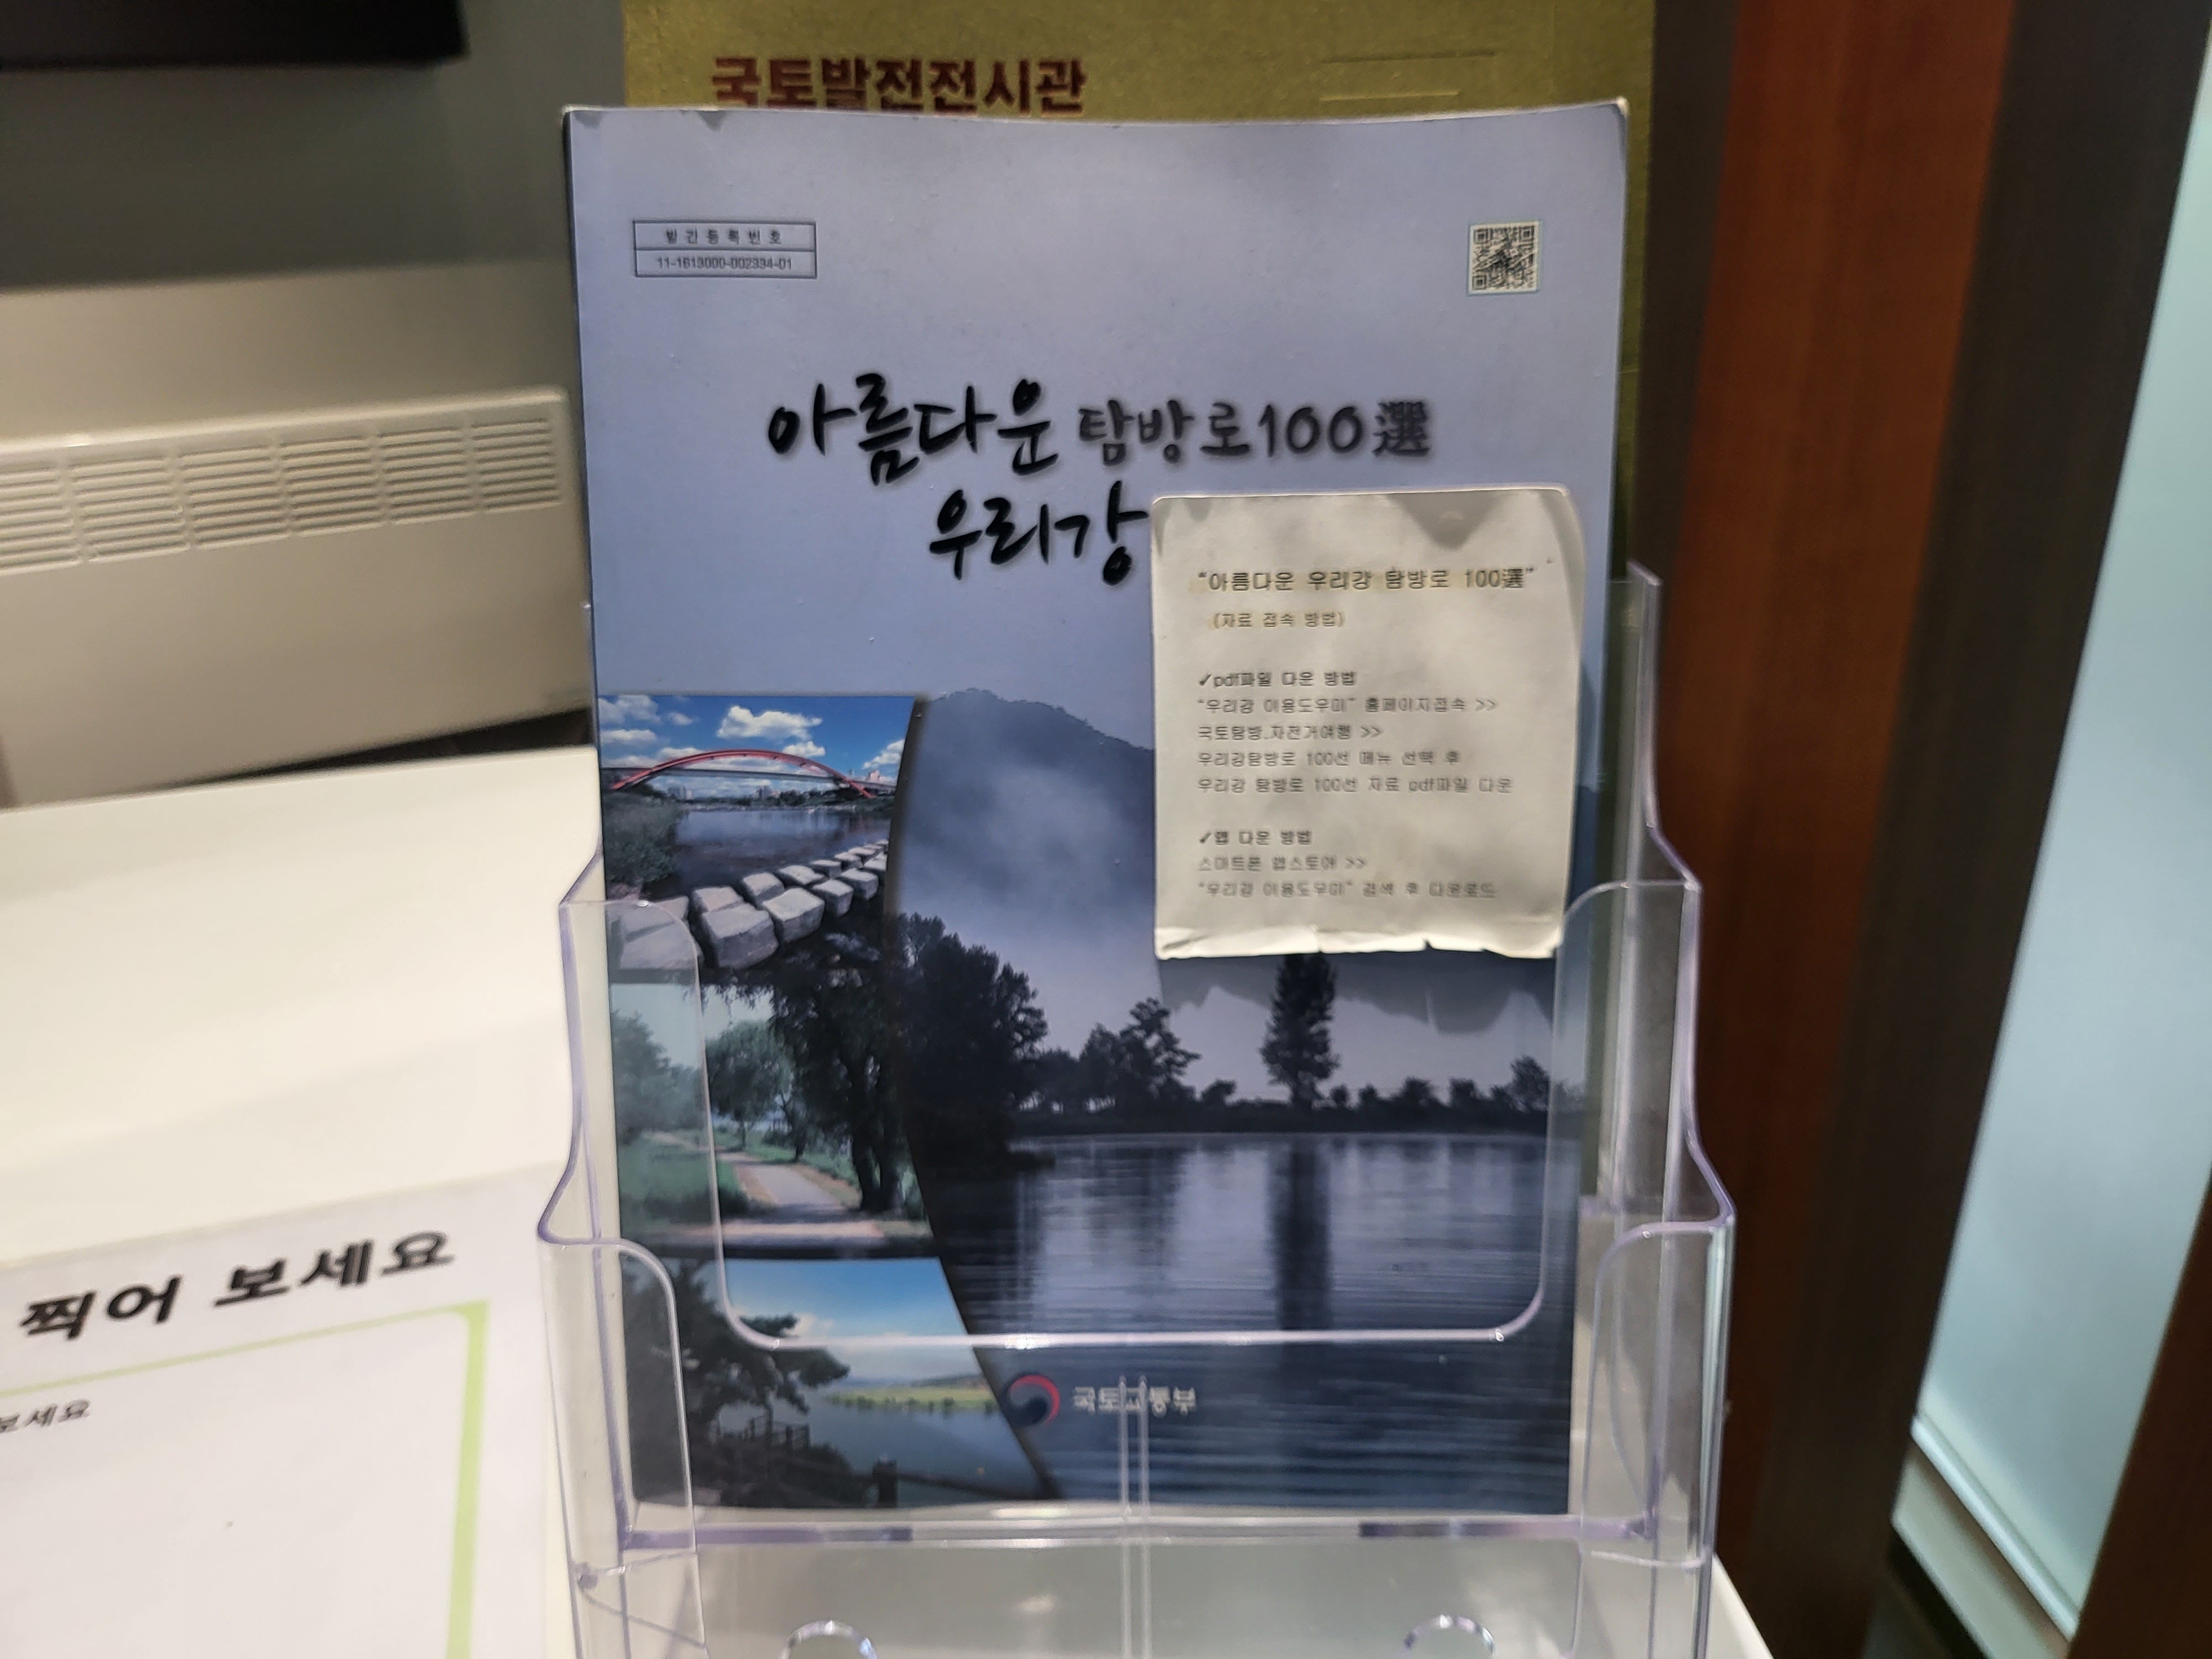 국토발전전시관
발간등록번호
11-1613000-002334-01
아름다운 탐방로100選
우리강
"아름다운 우리강 탐방로 100選"
(자료 접속 방법)
✓pdf파일 다운 방법
"우리강 이용도우미" 홈페이지접속 >>
국토탐방.자전거여행 >>
우리강탐방로 100선 메뉴 선택 후
우리강 탐방로 100선 자료 pdf파일 다운
✓앱 다운 방법
스마트폰 앱스토어 >>
"우리강 이용도우미" 검색 후 다운로드
국토교통부
찍어 보세요
보세요